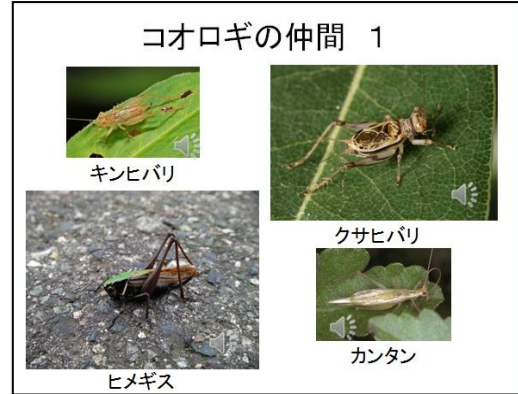 コオロギの仲間 1
キンヒバリ
クサヒバリ
ヒメギス
カンタン